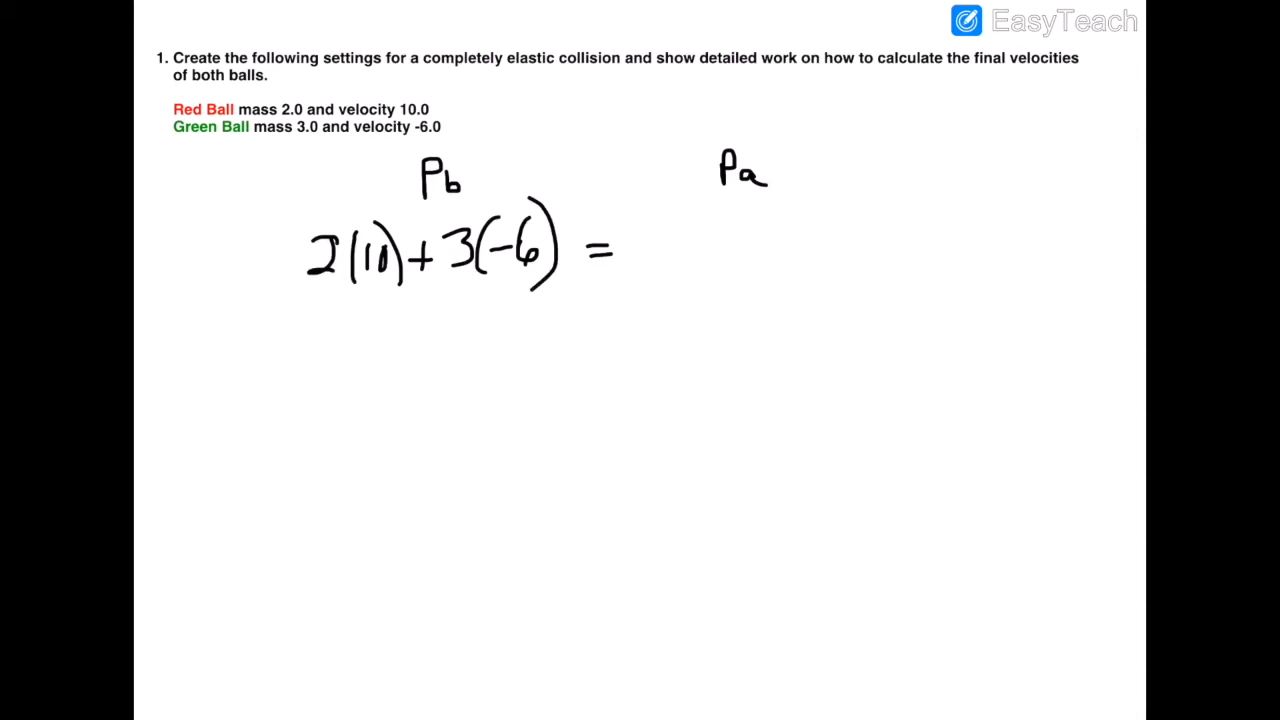 EasyTeach
1. Create the following settings for a completely elastic collision and show detailed work on how to calculate the final velocities
of both balls.
Red Ball mass 2.0 and velocity 10.0
Green Ball mass 3.0 and velocity -6.0
Pb Pa
2(10)+3(-6) =